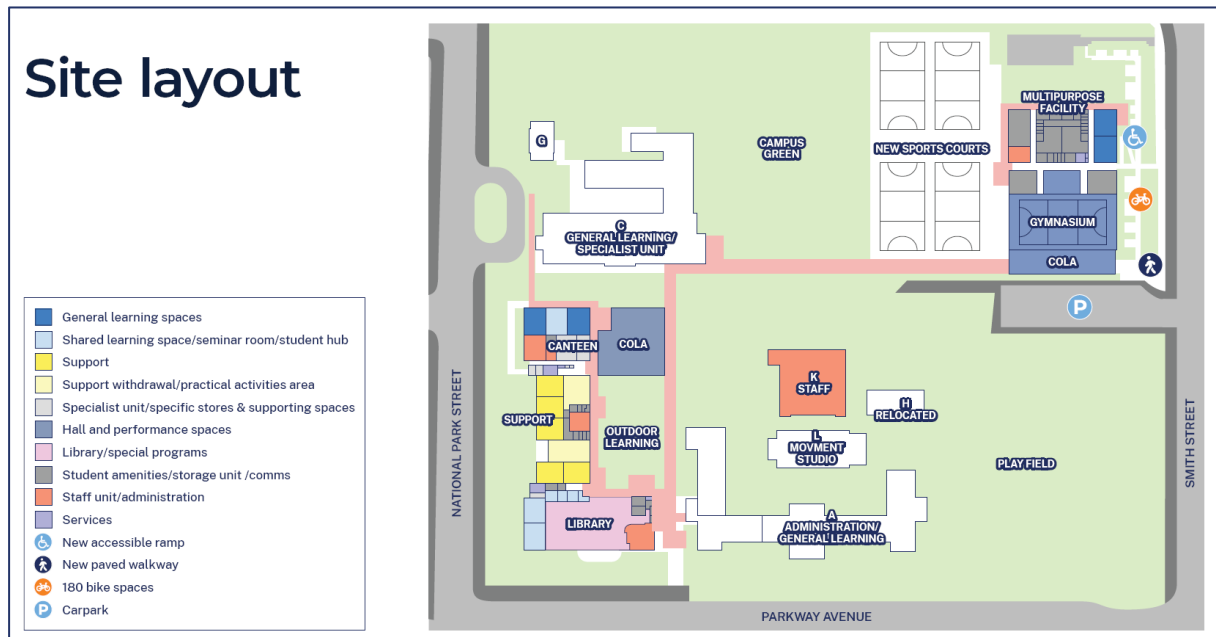 Site layout
General learning spaces
Shared learning space/seminar room/student hub
Support
Support withdrawal/practical activities area
Specialist unit/specific stores & supporting spaces
Hall and performance spaces
Library/special programs
Student amenities/storage unit /comms
Staff unit/administration
Services
New accessible ramp
New paved walkway
180 bike spaces
P
Carpark
G
C
GENERAL LEARNING/
SPECIALIST UNIT
CAMPUS
GREEN
NEW SPORTS COURTS
MULTIPURPOSE
FACILITY
GYMNASIUM
COLA
P
CANTEEN
COLA
SUPPORT
OUTDOOR
LEARNING
LIBRARY
K
STAFF
H
RELOCATED
L
MOVMENT
STUDIO
A
ADMINISTRATION/
GENERAL LEARNING
PLAY FIELD
NATIONAL PARK STREET
SMITH STREET
PARKWAY AVENUE